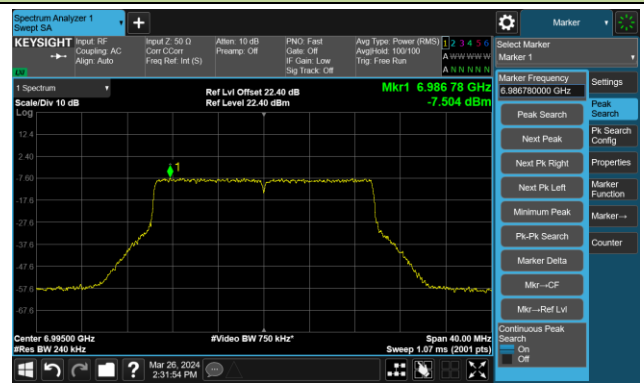 Spectrum Analyzer 1
Swept SA
KEYSIGHT
Input: RF
Coupling: AC
Align: Auto
Input Z: 50 Ω
Corr CCorr
Freq Ref: Int (S)
Atten: 10 dB
Preamp: Off
PNO: Fast
Gate: Off
IF Gain: Low
Sig Track: Off
Avg Type: Power (RMS)
Avg|Hold: 100/100
Trig: Free Run
1 2 3 4 5 6
A W W W W W
A N N N N N
LW
1 Spectrum
Scale/Div 10 dB
Ref Lvl Offset 22.40 dB
Ref Level 22.40 dBm
Mkr1 6.986 78 GHz
-7.504 dBm
Log
12.4
2.40
-7.60
-17.6
-27.6
-37.6
-47.6
-57.6
-67.6
1
Center 6.99500 GHz
#Res BW 240 kHz
#Video BW 750 kHz*
Span 40.00 MHz
Sweep 1.07 ms (2001 pts)
Mar 26, 2024
2:31:54 PM
Marker
Select Marker
Marker 1
Marker Frequency
6.986780000 GHz
Peak Search
Next Peak
Next Pk Right
Next Pk Left
Minimum Peak
Pk-Pk Search
Marker Delta
Mkr→CF
Mkr→Ref Lvl
Continuous Peak
Search
On
Off
Settings
Peak
Search
Pk Search
Config
Properties
Marker
Function
Marker→
Counter